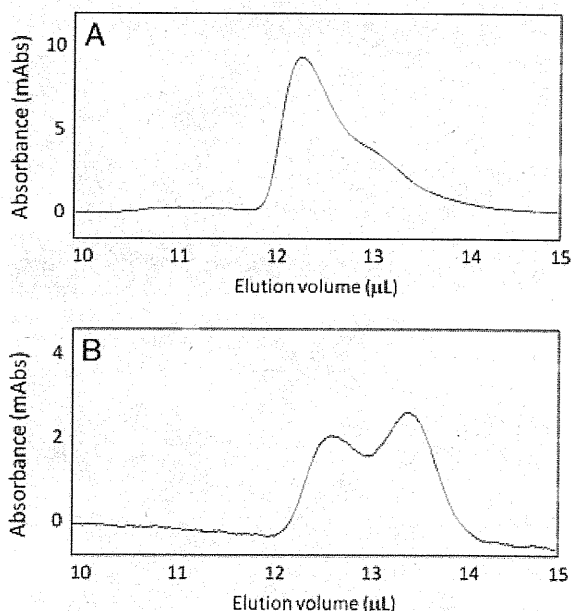 A
Absorbance (mAbs)
10
5
0
10 11 12 13 14 15
Elution volume (µL)
B
Absorbance (mAbs)
4
2
0
10 11 12 13 14 15
Elution volume (µL)